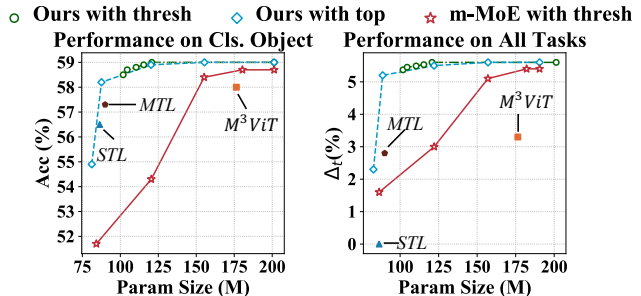 Ours with thresh Ours with top m-MoE with thresh
Performance on Cls. Object Performance on All Tasks
Acc (%)
59
58
57
56
55
54
53
52
MTL
STL
M³ViT
75 100 125 150 175 200
Param Size (M)
Δt(%)
5
4
3
2
1
0
MTL
M³ViT
STL
100 150 200
Param Size (M)